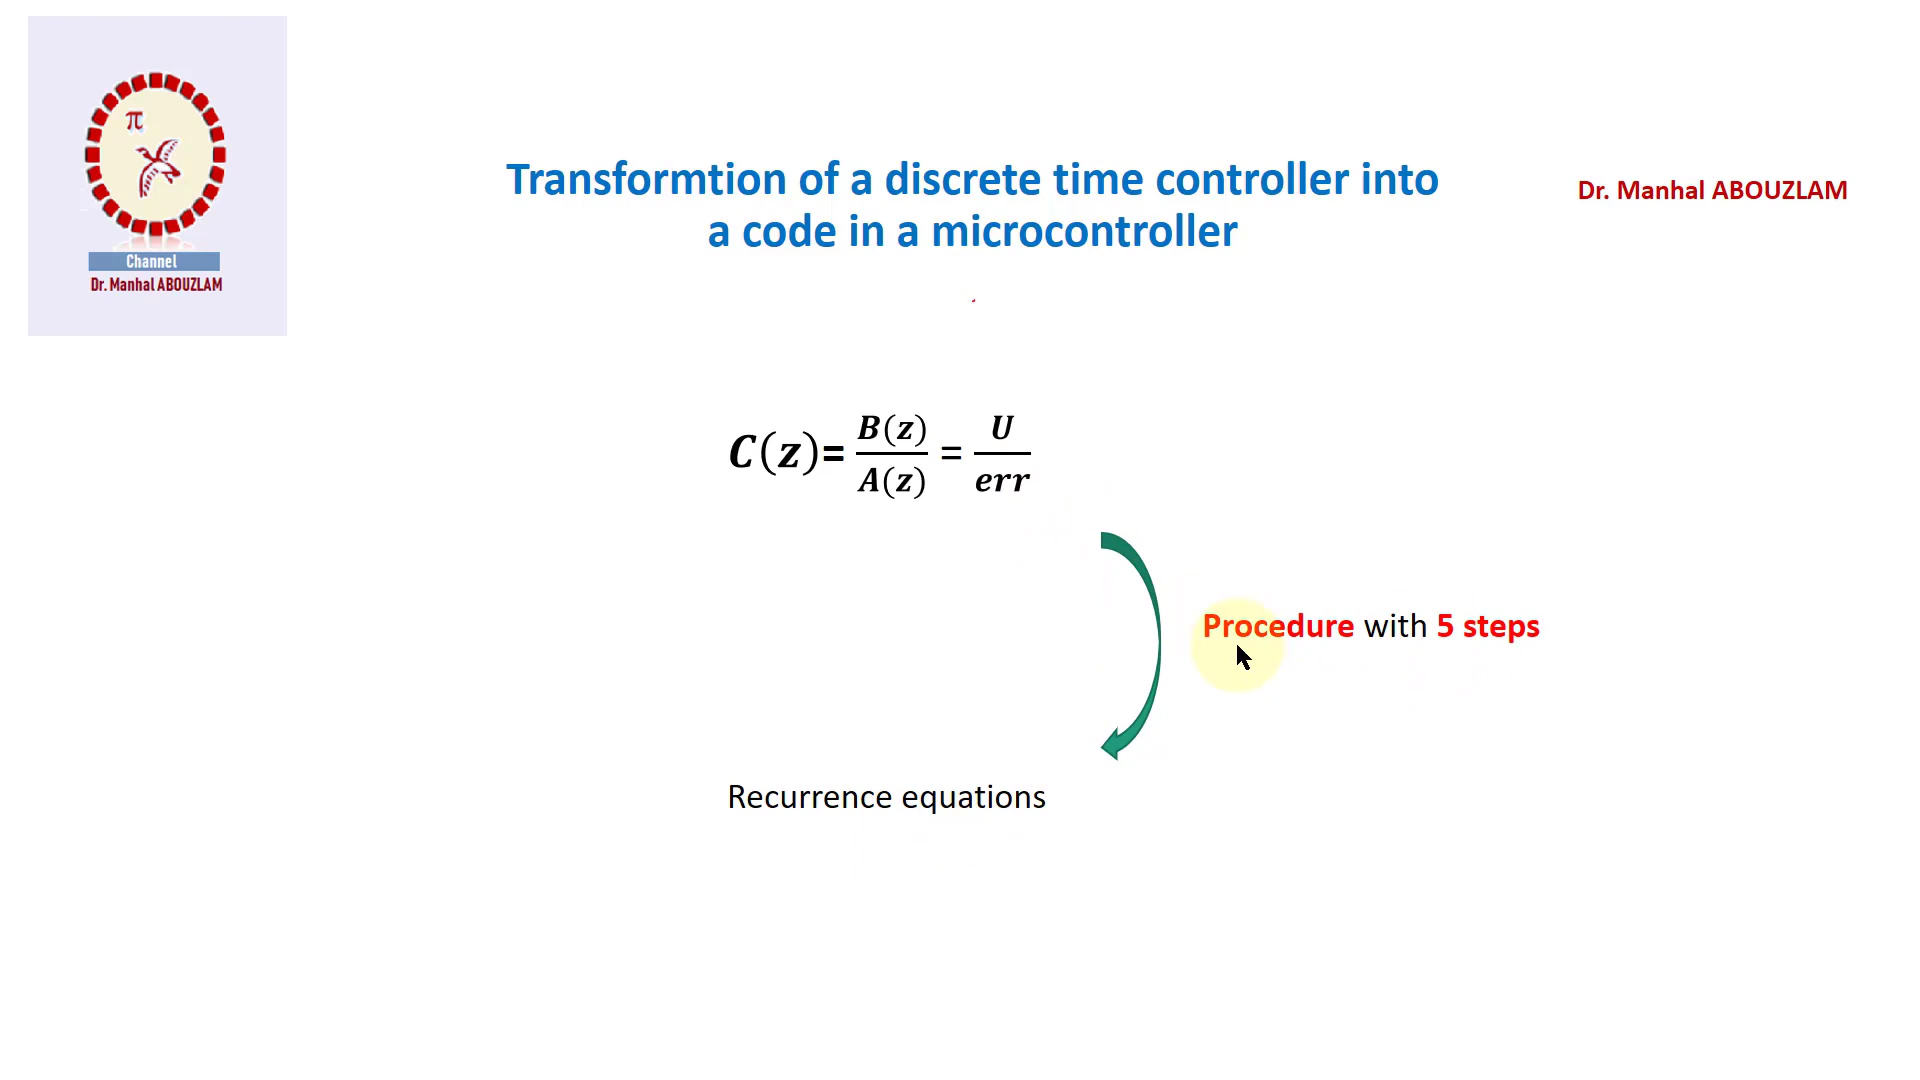 π
Channel
Dr. Manhal ABOUZLAM
Transformtion of a discrete time controller into
a code in a microcontroller
Dr. Manhal ABOUZLAM
C(z)= B(z)/A(z) = U/err
Procedure with 5 steps
Recurrence equations